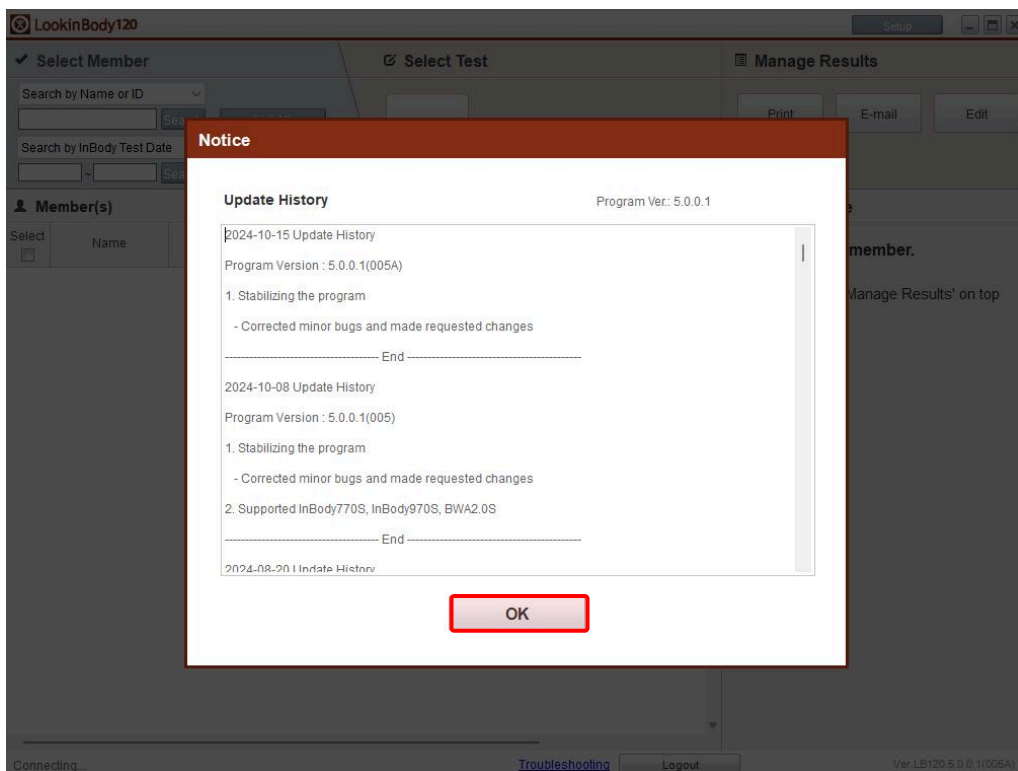 LookinBody120
Setup
Select Member
Select Test
Manage Results
Search by Name or ID
Print
E-mail
Edit
Search by InBody Test Date
~
Notice
Update History
Program Ver.: 5.0.0.1
2024-10-15 Update History
Program Version : 5.0.0.1(005A)
1. Stabilizing the program
- Corrected minor bugs and made requested changes
-------------------------------------- End -------------------------------------------
2024-10-08 Update History
Program Version : 5.0.0.1(005)
1. Stabilizing the program
- Corrected minor bugs and made requested changes
2. Supported InBody770S, InBody970S, BWA2.0S
-------------------------------------- End -------------------------------------------
2024-08-20 Update History
OK
Member(s)
Select
Name
member.
Manage Results' on top
Connecting...
Troubleshooting
Logout
Ver.LB120.5.0.0.1(005A)